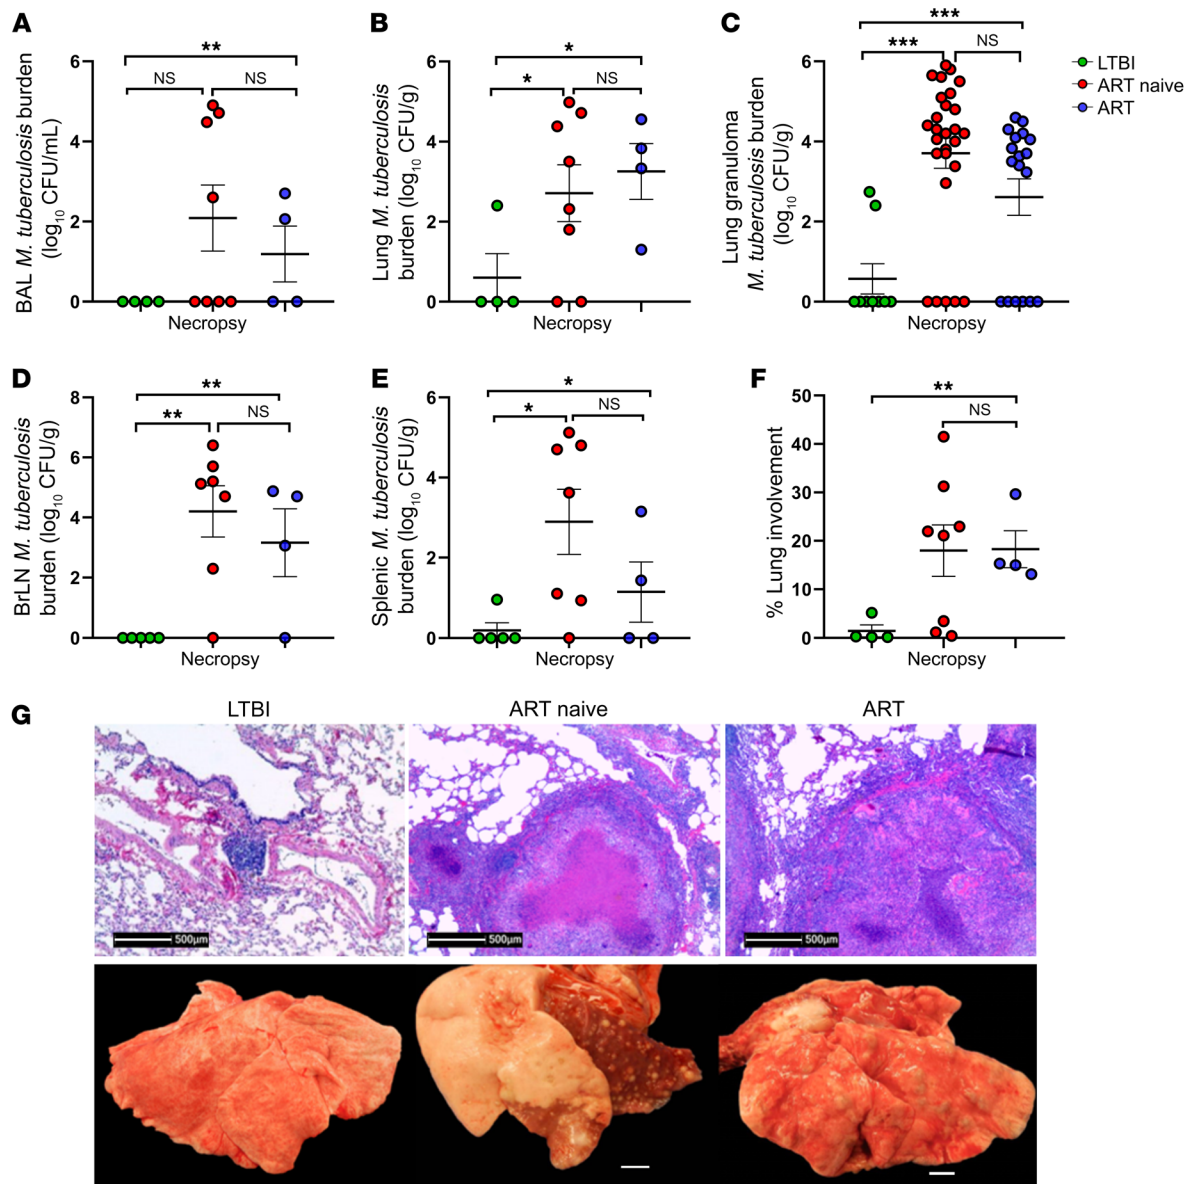 A
BAL M. tuberculosis burden
(log10 CFU/mL)
6
4
2
0
**
NS
NS
Necropsy
B
Lung M. tuberculosis
burden (log10 CFU/g)
6
4
2
0
*
*
NS
Necropsy
C
Lung granuloma
M. tuberculosis burden
(log10 CFU/g)
6
4
2
0
***
***
NS
Necropsy
LTBI
ART naive
ART
D
BrLN M. tuberculosis
burden (log10 CFU/g)
8
6
4
2
0
**
**
NS
Necropsy
E
Splenic M. tuberculosis
burden (log10 CFU/g)
6
4
2
0
*
*
NS
Necropsy
F
% Lung involvement
50
40
30
20
10
0
**
NS
Necropsy
G
LTBI
ART naive
ART
500µm
500µm
500µm